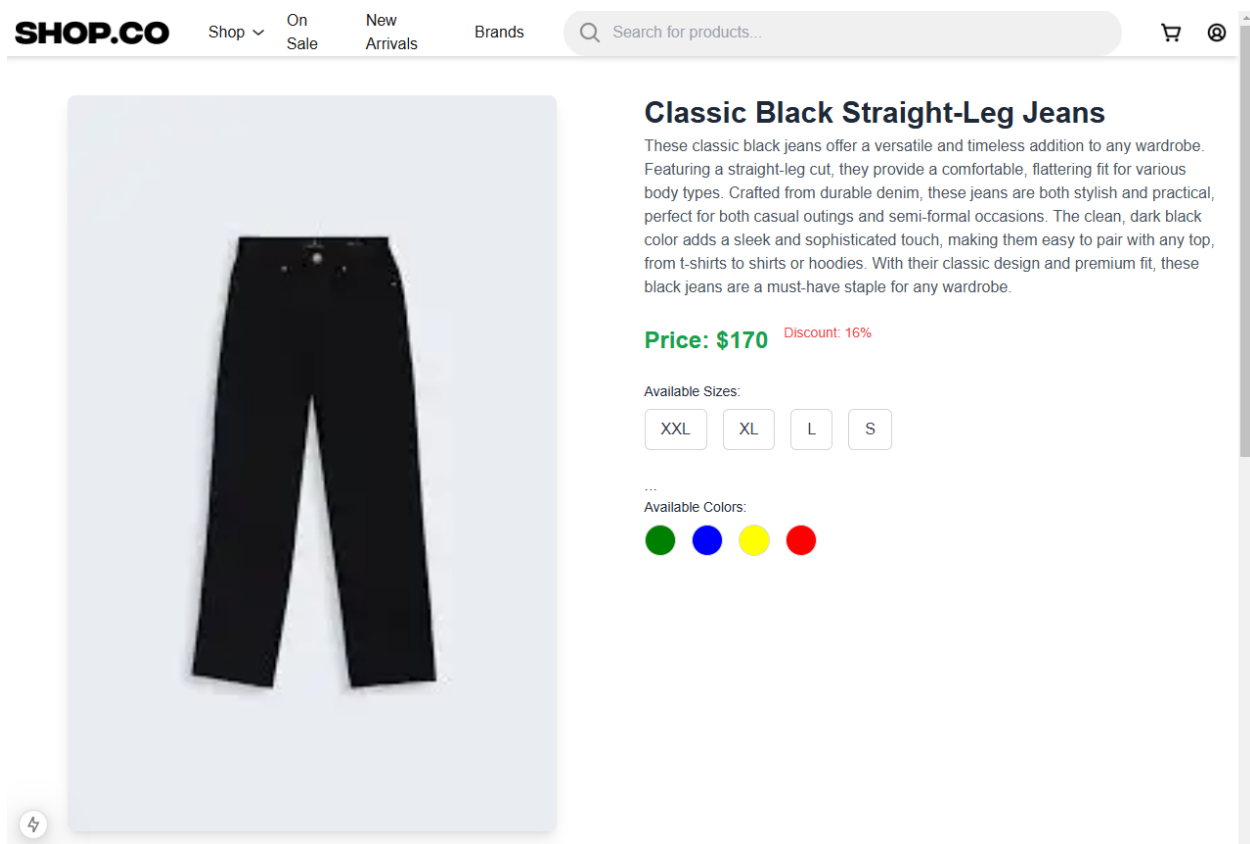 SHOP.CO
Shop
On
Sale
New
Arrivals
Brands
Search for products...
Classic Black Straight-Leg Jeans
These classic black jeans offer a versatile and timeless addition to any wardrobe.
Featuring a straight-leg cut, they provide a comfortable, flattering fit for various
body types. Crafted from durable denim, these jeans are both stylish and practical,
perfect for both casual outings and semi-formal occasions. The clean, dark black
color adds a sleek and sophisticated touch, making them easy to pair with any top,
from t-shirts to shirts or hoodies. With their classic design and premium fit, these
black jeans are a must-have staple for any wardrobe.
Price: $170 Discount: 16%
Available Sizes:
XXL XL L S
...
Available Colors: